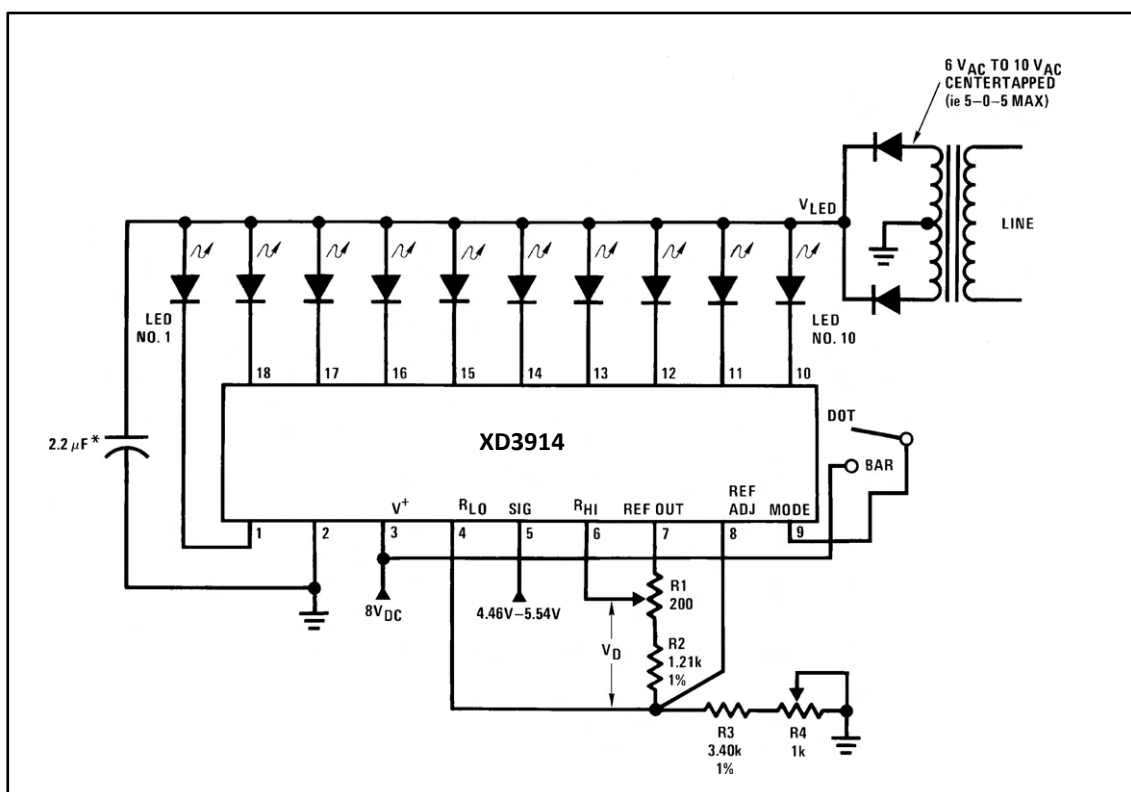 6 VAC TO 10 VAC
CENTERTAPPED
(ie 5–0–5 MAX)
VLED
LINE
LED
NO. 1
LED
NO. 10
18
17
16
15
14
13
12
11
10
2.2 µF*
XD3914
DOT
BAR
V+
RLO
SIG
RHI
REF OUT
REF
ADJ
MODE
1
2
3
4
5
6
7
8
9
8VDC
4.46V–5.54V
R1
200
VD
R2
1.21k
1%
R3
3.40k
1%
R4
1k